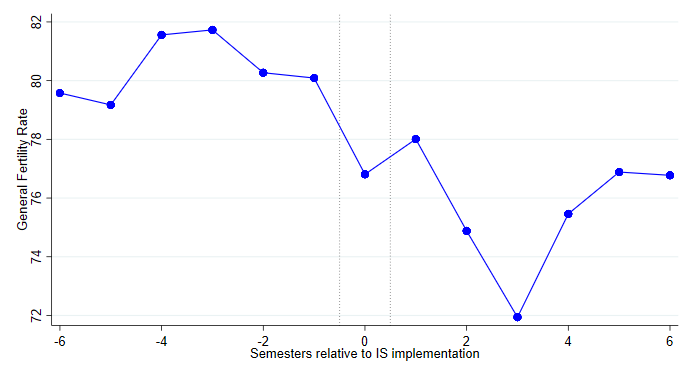 General Fertility Rate
82
80
78
76
74
72
-6 -4 -2 0 2 4 6
Semesters relative to IS implementation